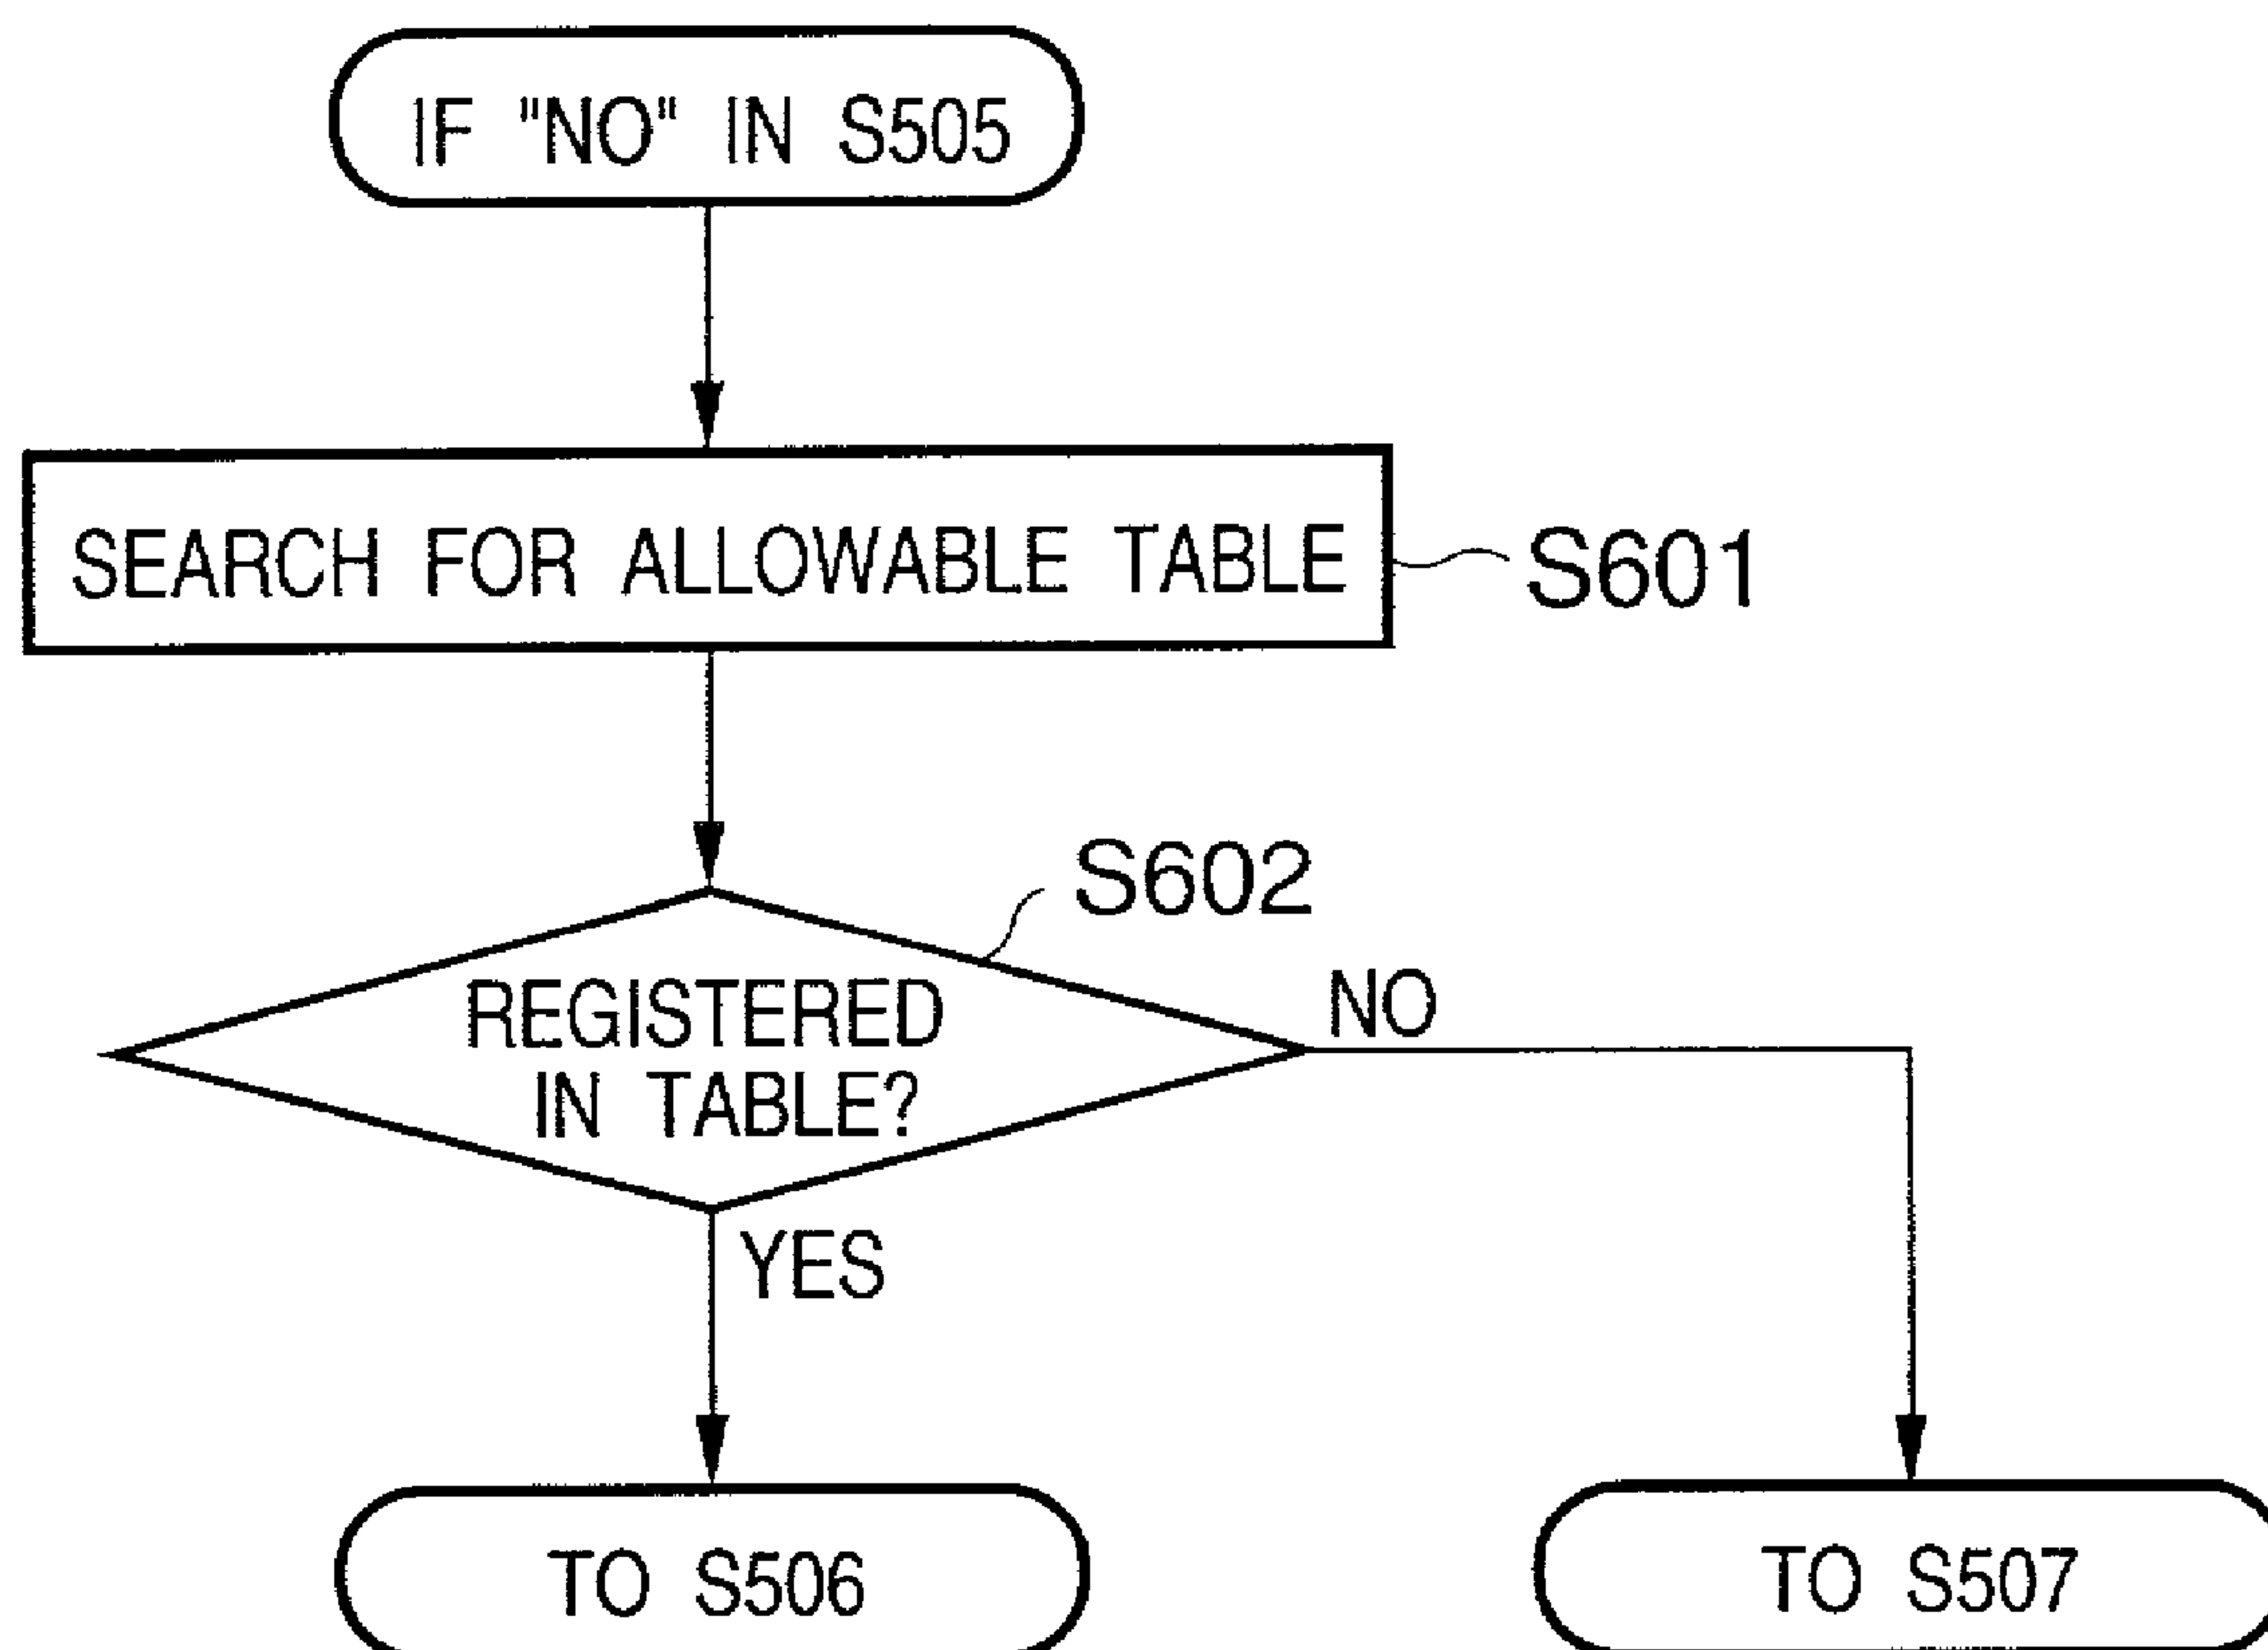 IF "NO" IN S505
SEARCH FOR ALLOWABLE TABLE
S601
S602
REGISTERED
IN TABLE?
NO
YES
TO S506
TO S507